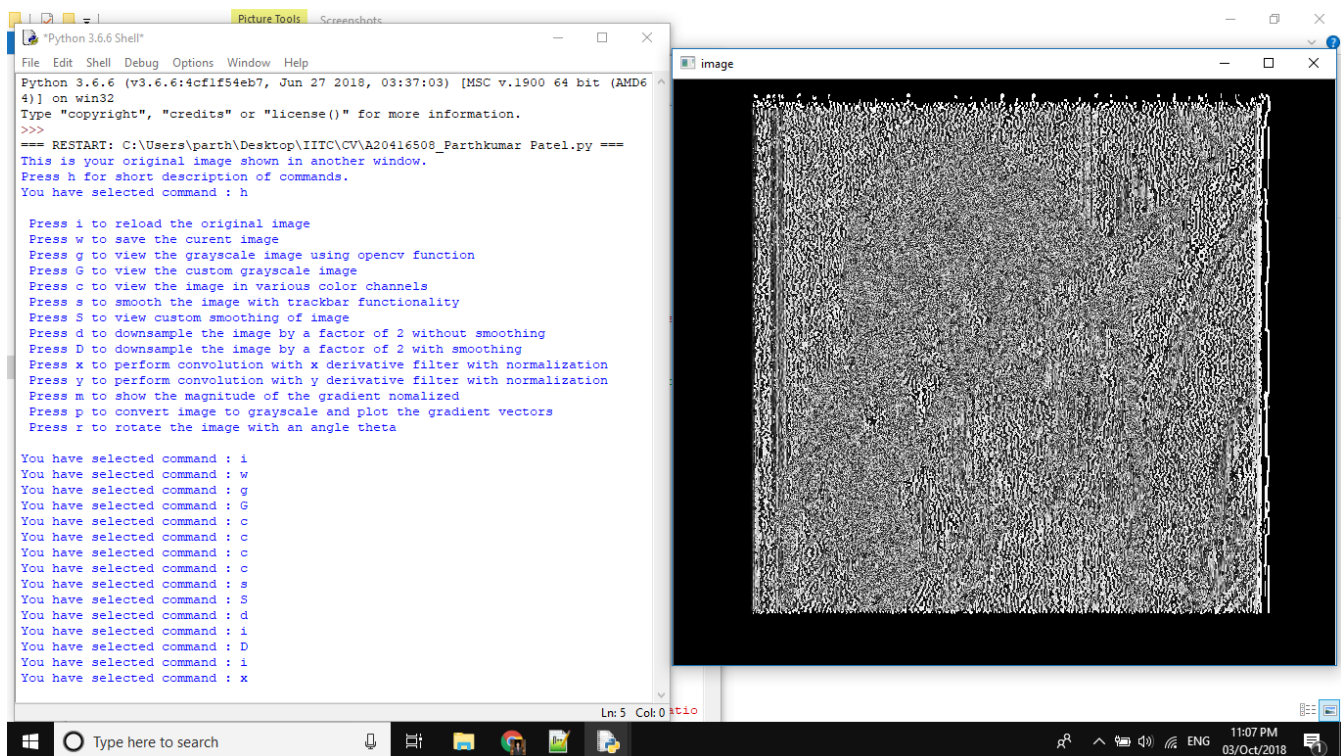 Picture Tools Screenshots
*Python 3.6.6 Shell*
File Edit Shell Debug Options Window Help
Python 3.6.6 (v3.6.6:4cf1f54eb7, Jun 27 2018, 03:37:03) [MSC v.1900 64 bit (AMD6
4)] on win32
Type "copyright", "credits" or "license()" for more information.
>>>
=== RESTART: C:\Users\parth\Desktop\IITC\CV\A20416508_Parthkumar Patel.py ===
This is your original image shown in another window.
Press h for short description of commands.
You have selected command : h
Press i to reload the original image
Press w to save the curent image
Press g to view the grayscale image using opencv function
Press G to view the custom grayscale image
Press c to view the image in various color channels
Press s to smooth the image with trackbar functionality
Press S to view custom smoothing of image
Press d to downsample the image by a factor of 2 without smoothing
Press D to downsample the image by a factor of 2 with smoothing
Press x to perform convolution with x derivative filter with normalization
Press y to perform convolution with y derivative filter with normalization
Press m to show the magnitude of the gradient nomalized
Press p to convert image to grayscale and plot the gradient vectors
Press r to rotate the image with an angle theta
You have selected command : i
You have selected command : w
You have selected command : g
You have selected command : G
You have selected command : c
You have selected command : c
You have selected command : c
You have selected command : c
You have selected command : s
You have selected command : S
You have selected command : d
You have selected command : i
You have selected command : D
You have selected command : i
You have selected command : x
Ln: 5 Col: 0
atio
image
Type here to search
ENG
11:07 PM
03/Oct/2018